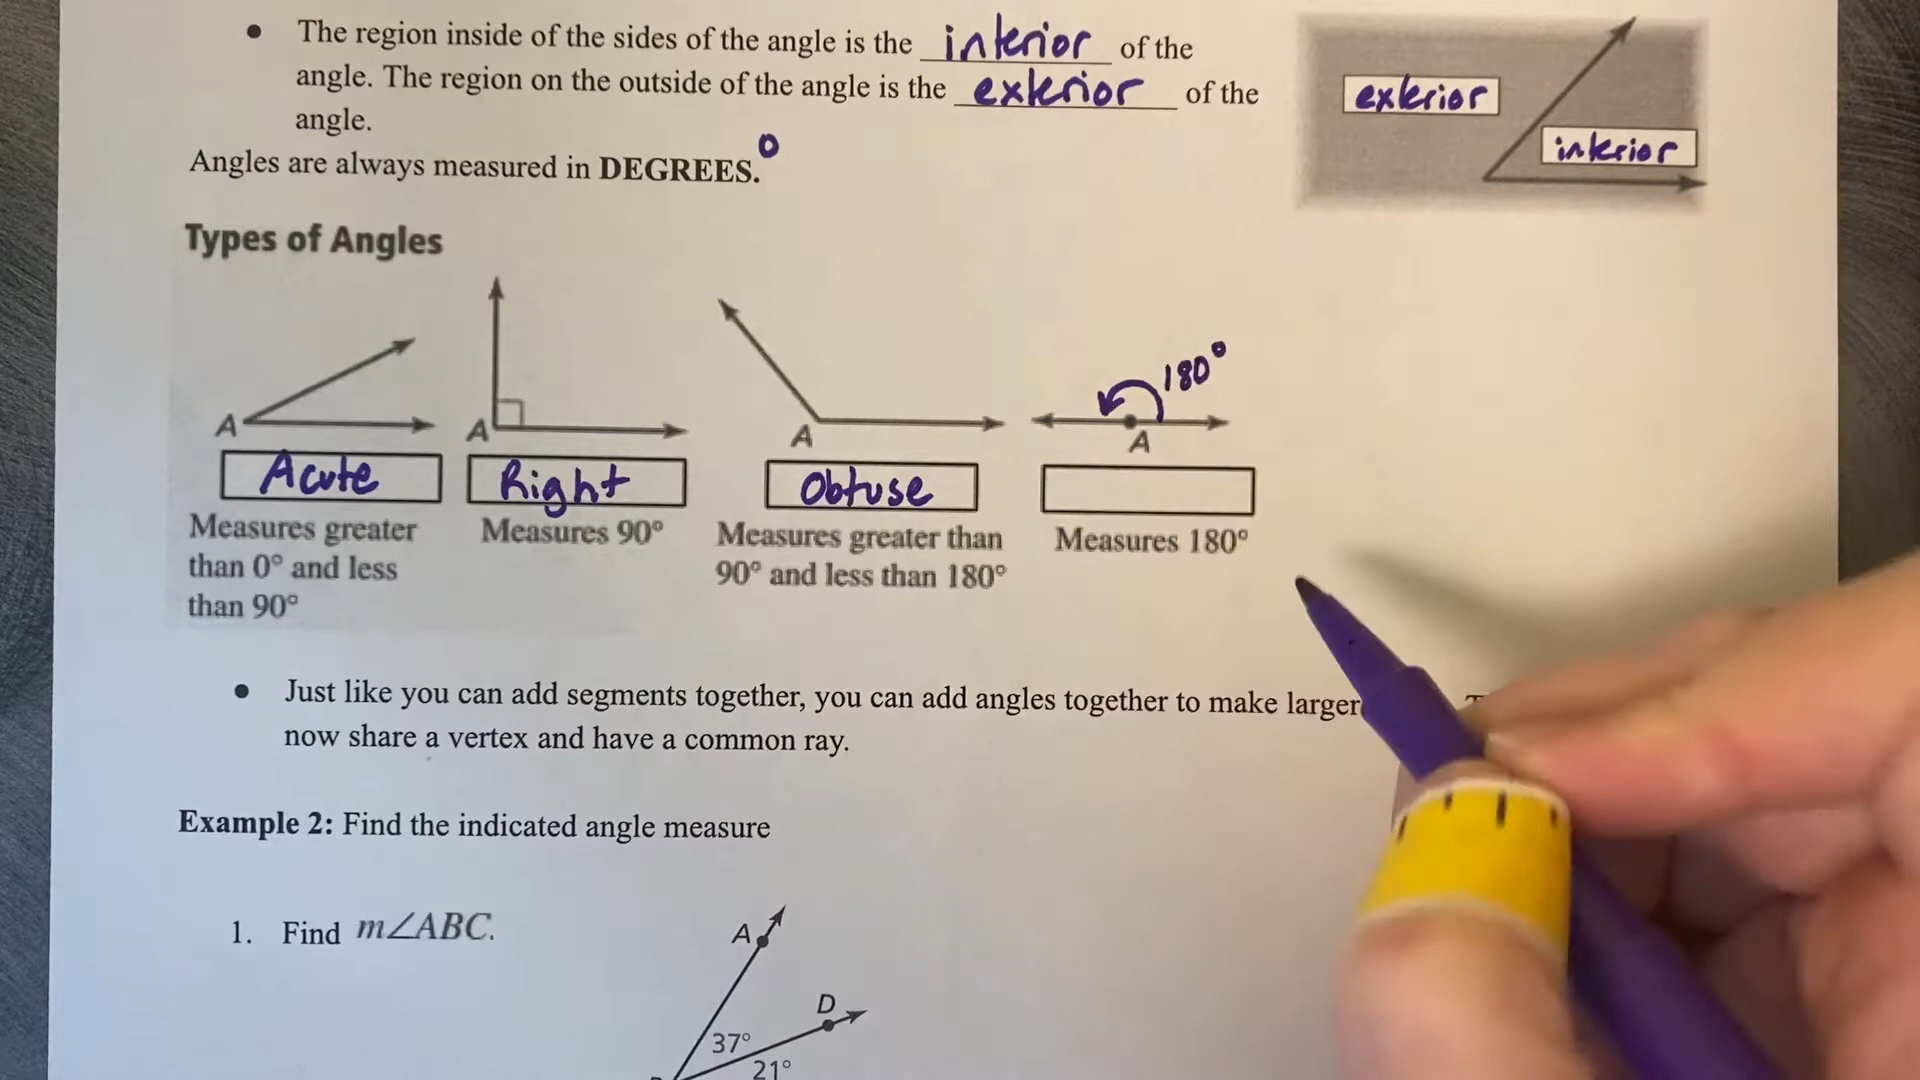 The region inside of the sides of the angle is the interior of the
angle. The region on the outside of the angle is the exterior of the
angle.
exterior
interior
Angles are always measured in DEGREES.°
Types of Angles
180°
A
A
A
A
Acute
Right
Obtuse
Measures greater
than 0° and less
than 90°
Measures 90°
Measures greater than
90° and less than 180°
Measures 180°
Just like you can add segments together, you can add angles together to make larger
now share a vertex and have a common ray.
Example 2: Find the indicated angle measure
1. Find m∠ABC.
A
D
37°
21°